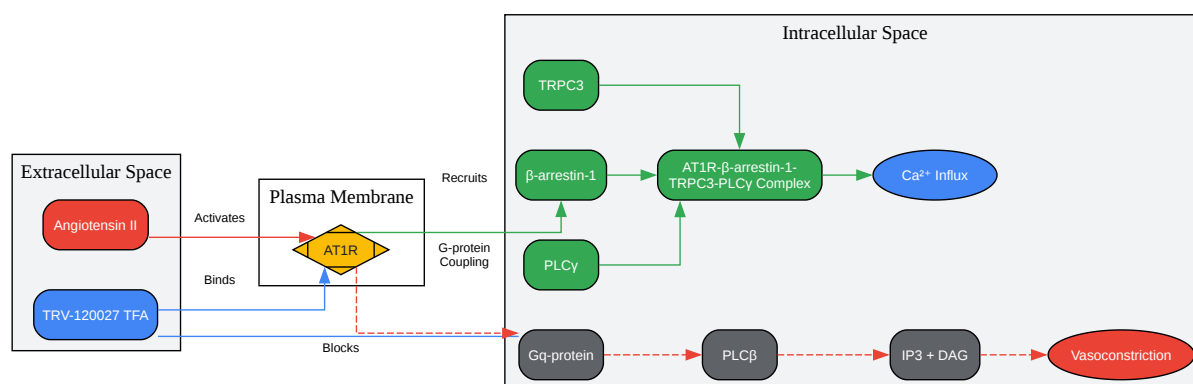 Intracellular Space
TRPC3
Extracellular Space
Angiotensin II
TRV-120027 TFA
Activates
Binds
Blocks
Plasma Membrane
AT1R
Recruits
G-protein
Coupling
β-arrestin-1
AT1R-β-arrestin-1-
TRPC3-PLCγ Complex
Ca²⁺ Influx
PLCγ
Gq-protein
PLCβ
IP3 + DAG
Vasoconstriction